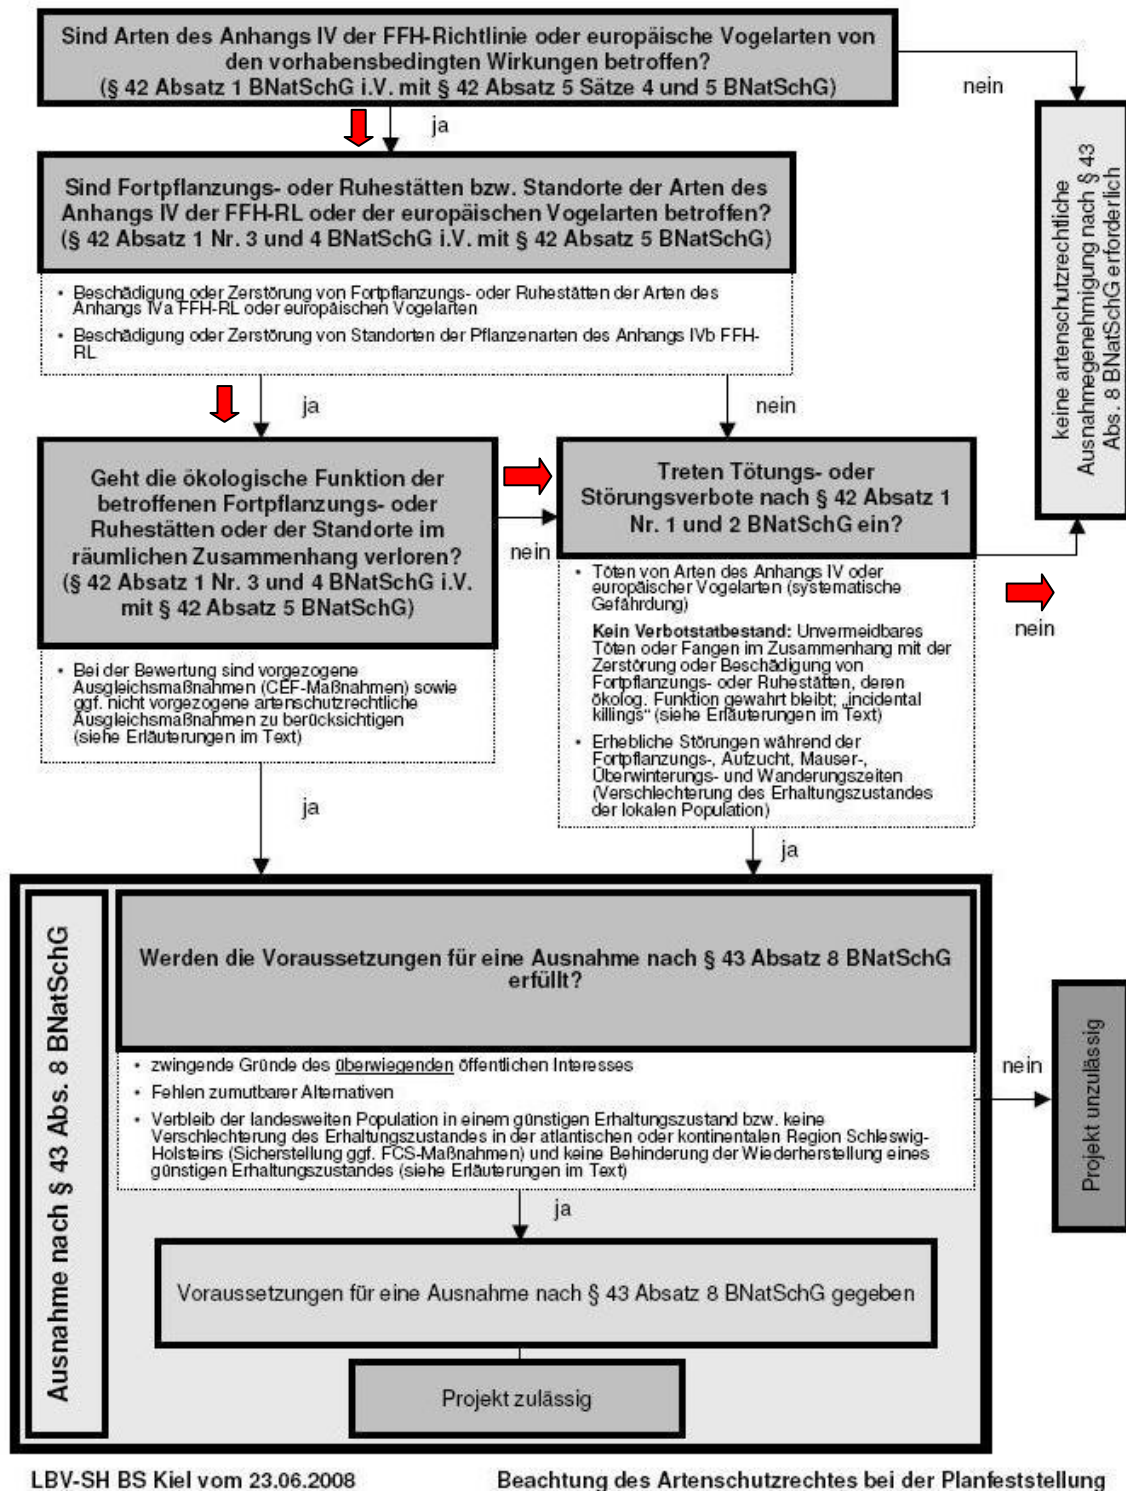 Sind Arten des Anhangs IV der FFH-Richtlinie oder europäische Vogelarten von
den vorhabensbedingten Wirkungen betroffen?
(§ 42 Absatz 1 BNatSchG i.V. mit § 42 Absatz 5 Sätze 4 und 5 BNatSchG)
nein
ja
keine artenschutzrechtliche
Ausnahmegenehmigung nach § 43
Abs. 8 BNatSchG erforderlich
Sind Fortpflanzungs- oder Ruhestätten bzw. Standorte der Arten des
Anhangs IV der FFH-RL oder der europäischen Vogelarten betroffen?
(§ 42 Absatz 1 Nr. 3 und 4 BNatSchG i.V. mit § 42 Absatz 5 BNatSchG)
• Beschädigung oder Zerstörung von Fortpflanzungs- oder Ruhestätten der Arten des
Anhangs IVa FFH-RL oder europäischen Vogelarten
• Beschädigung oder Zerstörung von Standorten der Pflanzenarten des Anhangs IVb FFH-
RL
ja
nein
Geht die ökologische Funktion der
betroffenen Fortpflanzungs- oder
Ruhestätten oder der Standorte im
räumlichen Zusammenhang verloren?
(§ 42 Absatz 1 Nr. 3 und 4 BNatSchG i.V.
mit § 42 Absatz 5 BNatSchG)
nein
• Bei der Bewertung sind vorgezogene
Ausgleichsmaßnahmen (CEF-Maßnahmen) sowie
ggf. nicht vorgezogene artenschutzrechtliche
Ausgleichsmaßnahmen zu berücksichtigen
(siehe Erläuterungen im Text)
ja
Treten Tötungs- oder
Störungsverbote nach § 42 Absatz 1
Nr. 1 und 2 BNatSchG ein?
nein
• Töten von Arten des Anhangs IV oder
europäischer Vogelarten (systematische
Gefährdung)
Kein Verbotstatbestand: Unvermeidbares
Töten oder Fangen im Zusammenhang mit der
Zerstörung oder Beschädigung von
Fortpflanzungs- oder Ruhestätten, deren
ökolog. Funktion gewahrt bleibt; „incidental
killings“ (siehe Erläuterungen im Text)
• Erhebliche Störungen während der
Fortpflanzungs-, Aufzucht, Mauser-,
Überwinterungs- und Wanderungszeiten
(Verschlechterung des Erhaltungszustandes
der lokalen Population)
ja
Ausnahme nach § 43 Abs. 8 BNatSchG
Werden die Voraussetzungen für eine Ausnahme nach § 43 Absatz 8 BNatSchG
erfüllt?
• zwingende Gründe des überwiegenden öffentlichen Interesses
• Fehlen zumutbarer Alternativen
• Verbleib der landesweiten Population in einem günstigen Erhaltungszustand bzw. keine
Verschlechterung des Erhaltungszustandes in der atlantischen oder kontinentalen Region Schleswig-
Holsteins (Sicherstellung ggf. FCS-Maßnahmen) und keine Behinderung der Wiederherstellung eines
günstigen Erhaltungszustandes (siehe Erläuterungen im Text)
nein
Projekt unzulässig
ja
Voraussetzungen für eine Ausnahme nach § 43 Absatz 8 BNatSchG gegeben
Projekt zulässig
LBV-SH BS Kiel vom 23.06.2008
Beachtung des Artenschutzrechtes bei der Planfeststellung